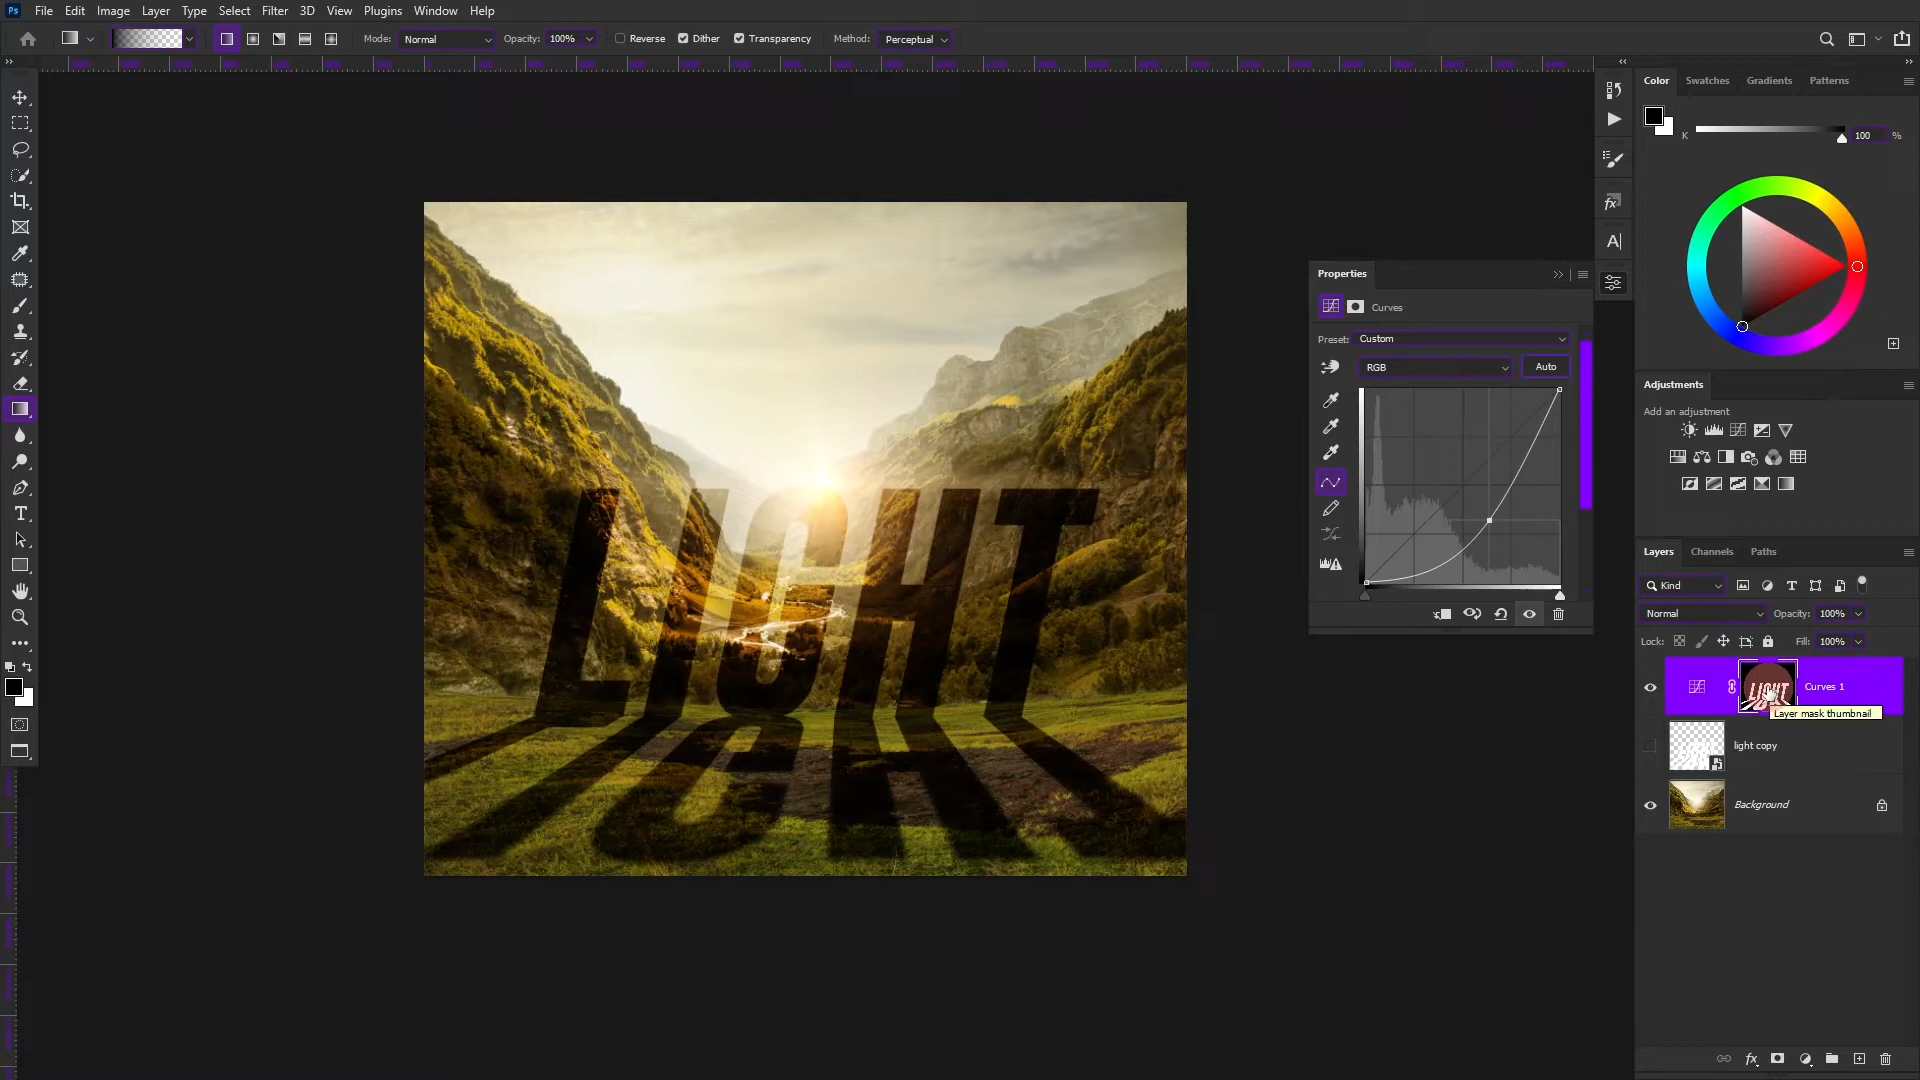 Ps File Edit Image Layer Type Select Filter 3D View Plugins Window Help
Mode: Normal Opacity: 100% Reverse Dither Transparency Method: Perceptual
Color Swatches Gradients Patterns
K 100 %
Properties
Curves
Preset: Custom
RGB Auto
Adjustments
Add an adjustment
LIGHT
Layers Channels Paths
Kind
Normal Opacity: 100%
Lock: Fill: 100%
LIGHT Curves 1
Layer mask thumbnail
light copy
Background